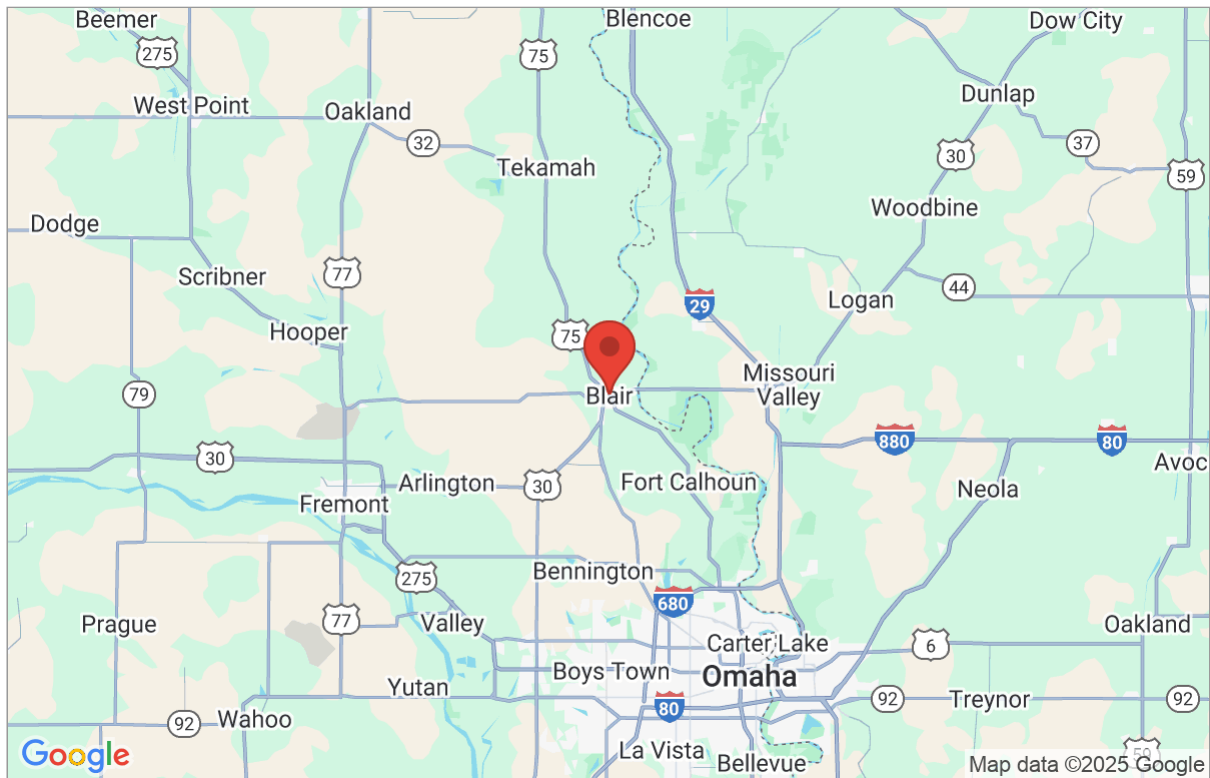 Beemer
Blencoe
Dow City
275
75
West Point
Oakland
Dunlap
32
30
37
Tekamah
59
Woodbine
Dodge
Scribner
77
44
29
Logan
Hooper
75
Missouri
Valley
Blair
79
880
80
30
Avoc
Arlington
30
Fort Calhoun
Neola
Fremont
275
Bennington
680
77
Prague
Valley
Carter Lake
6
Oakland
Boys Town
Omaha
Yutan
80
92
Treynor
92
92
Wahoo
La Vista
59
Bellevue
Google
Map data ©2025 Google